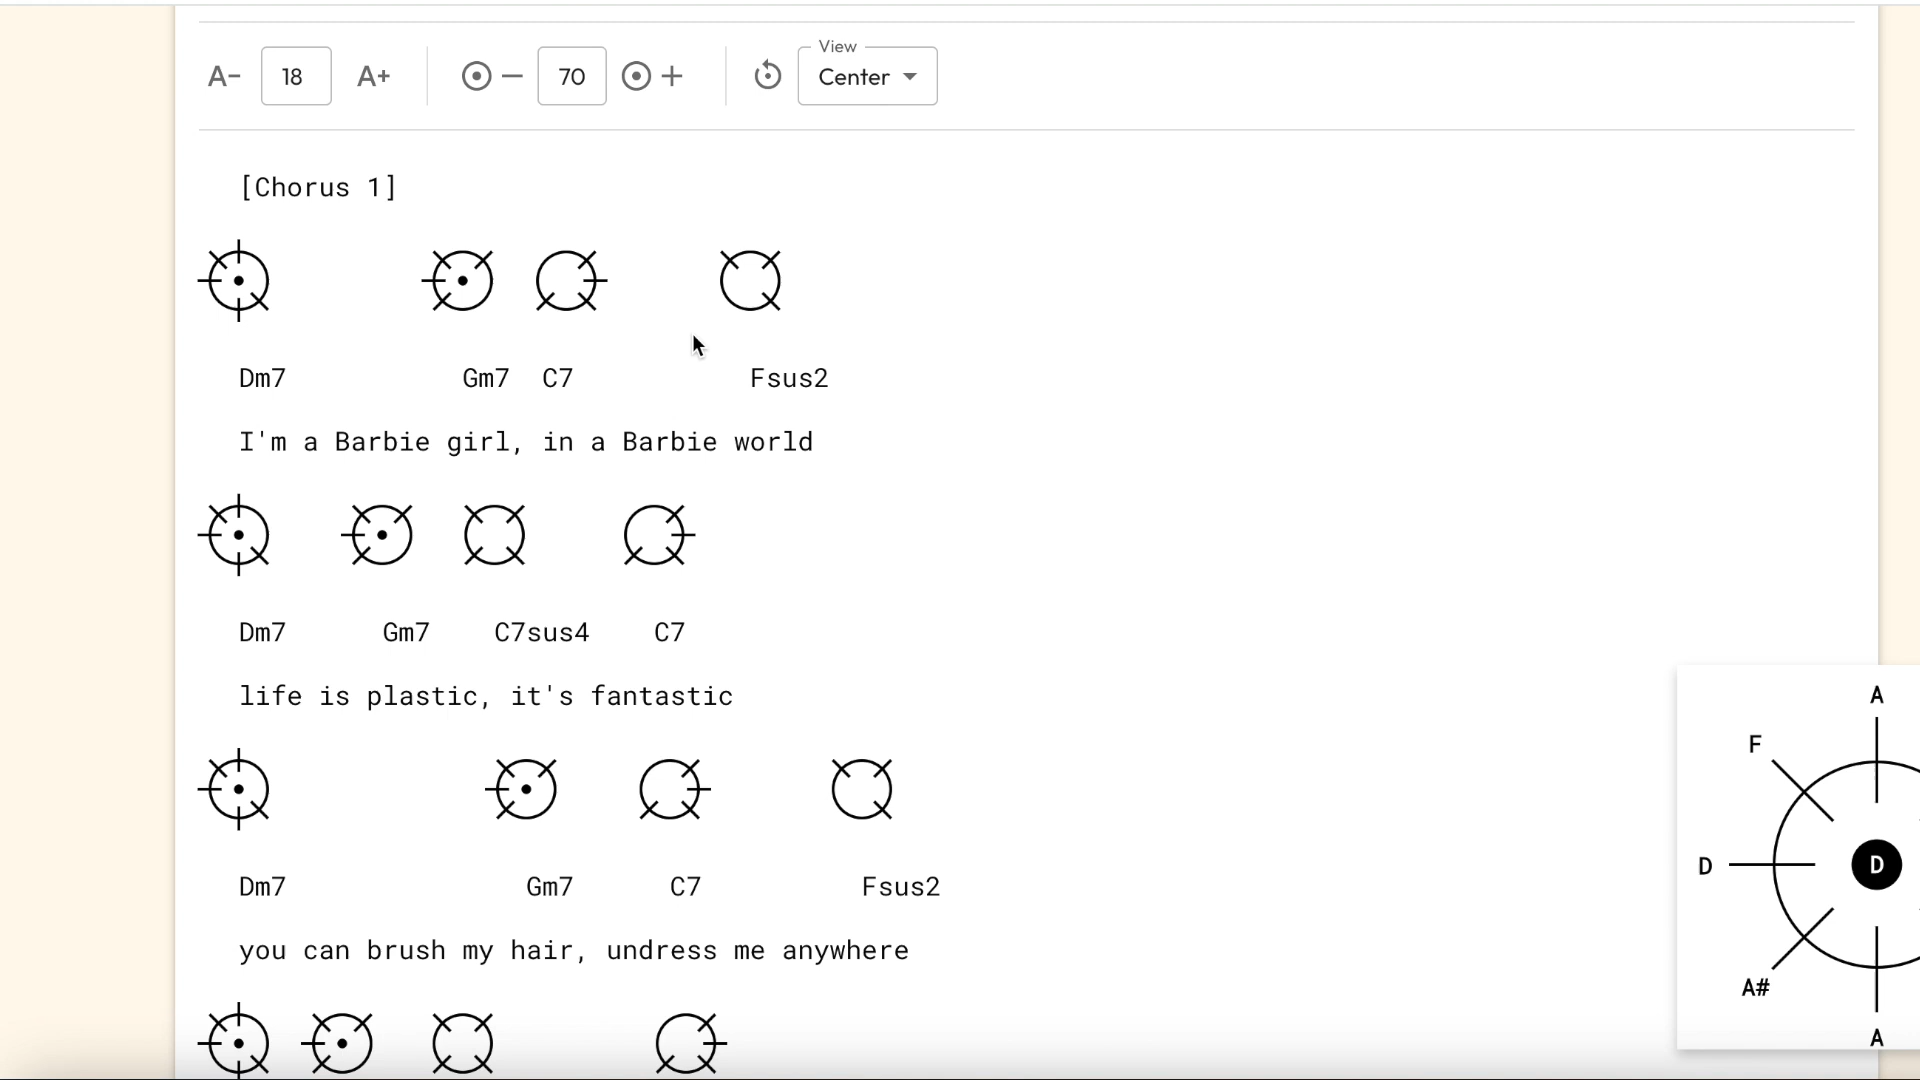 View
A− 18 A+ 70 Center
[Chorus 1]
Dm7 Gm7 C7 Fsus2
I'm a Barbie girl, in a Barbie world
Dm7 Gm7 C7sus4 C7
life is plastic, it's fantastic
Dm7 Gm7 C7 Fsus2
you can brush my hair, undress me anywhere
A
F
D D
A#
A